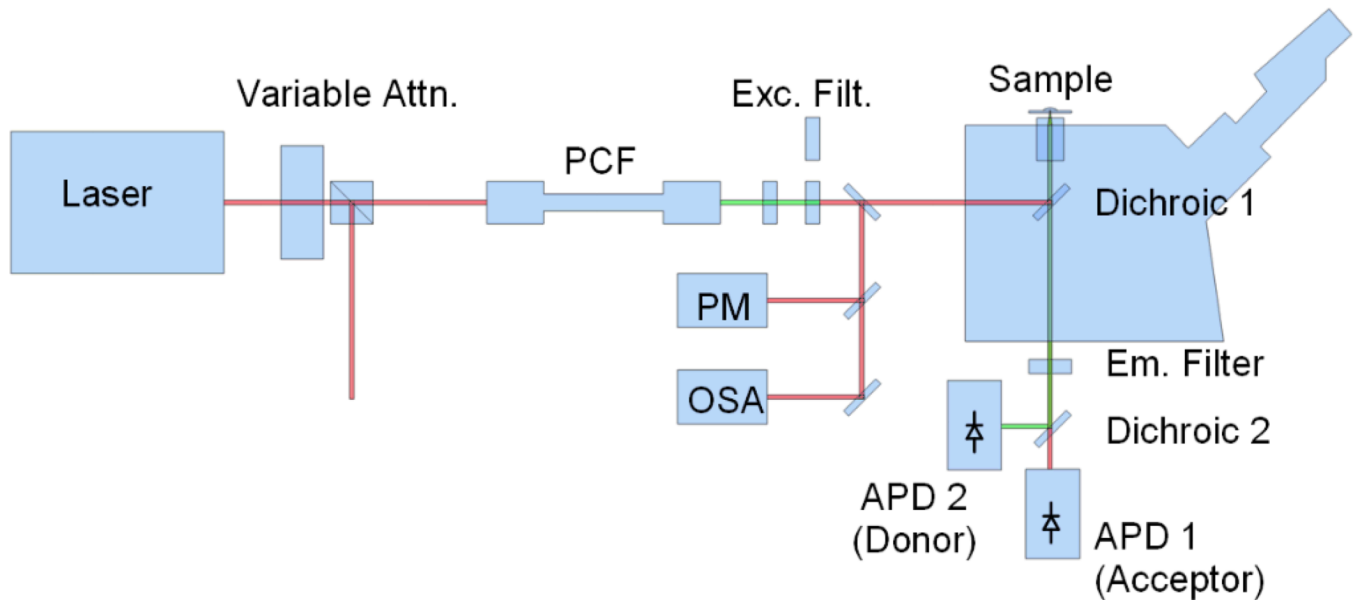 Variable Attn.
Exc. Filt.
Sample
Laser
PCF
Dichroic 1
PM
OSA
Em. Filter
Dichroic 2
APD 2
(Donor)
APD 1
(Acceptor)